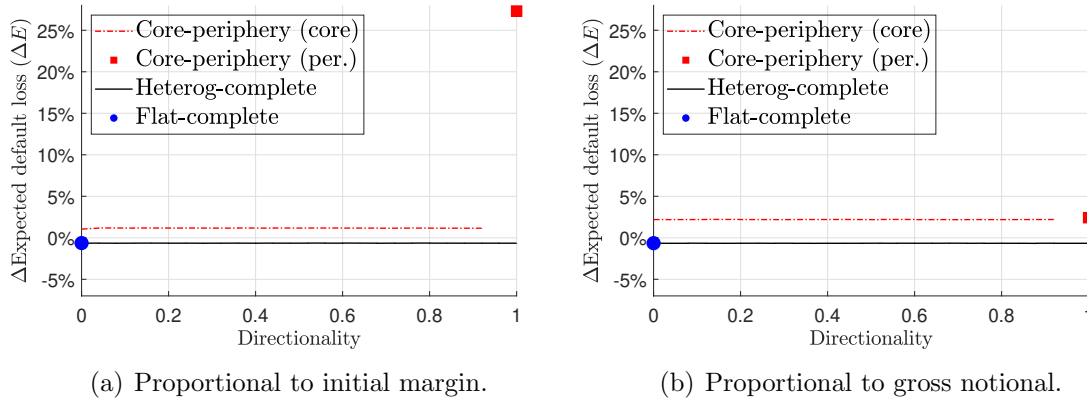 25%
20%
15%
10%
5%
0%
-5%
ΔExpected default loss (ΔE)
Core-periphery (core)
Core-periphery (per.)
Heterog-complete
Flat-complete
0 0.2 0.4 0.6 0.8 1
Directionality
(a) Proportional to initial margin.
25%
20%
15%
10%
5%
0%
-5%
ΔExpected default loss (ΔE)
Core-periphery (core)
Core-periphery (per.)
Heterog-complete
Flat-complete
0 0.2 0.4 0.6 0.8 1
Directionality
(b) Proportional to gross notional.